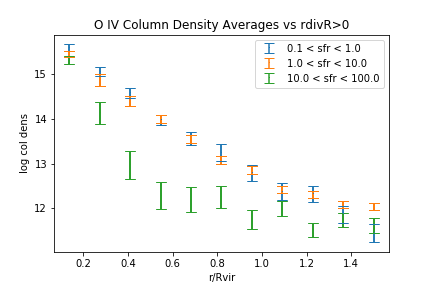 O IV Column Density Averages vs rdivR>0
0.1 < sfr < 1.0
1.0 < sfr < 10.0
10.0 < sfr < 100.0
log col dens
15
14
13
12
0.2 0.4 0.6 0.8 1.0 1.2 1.4
r/Rvir